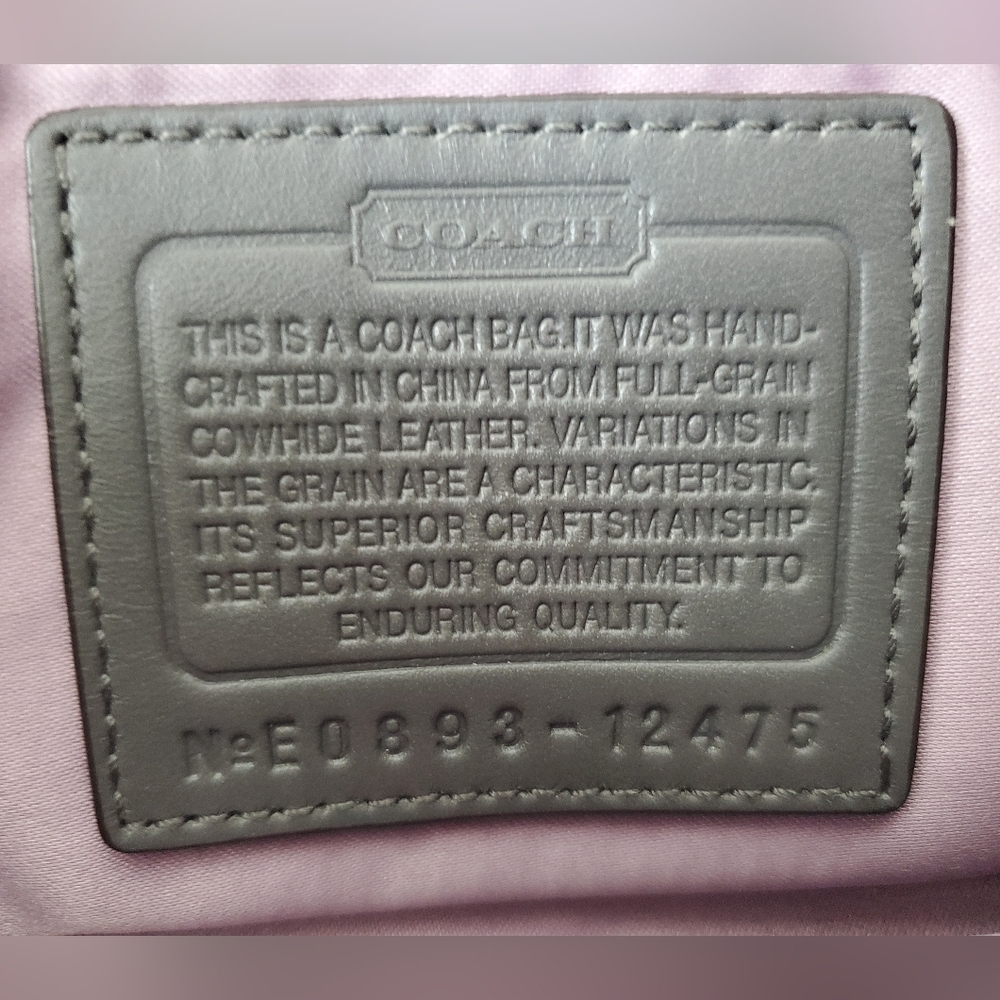 COACH
THIS IS A COACH BAG.IT WAS HAND-
CRAFTED IN CHINA FROM FULL-GRAIN
COWHIDE LEATHER. VARIATIONS IN
THE GRAIN ARE A CHARACTERISTIC.
ITS SUPERIOR CRAFTSMANSHIP
REFLECTS OUR COMMITMENT TO
ENDURING QUALITY.
№E0893-12475